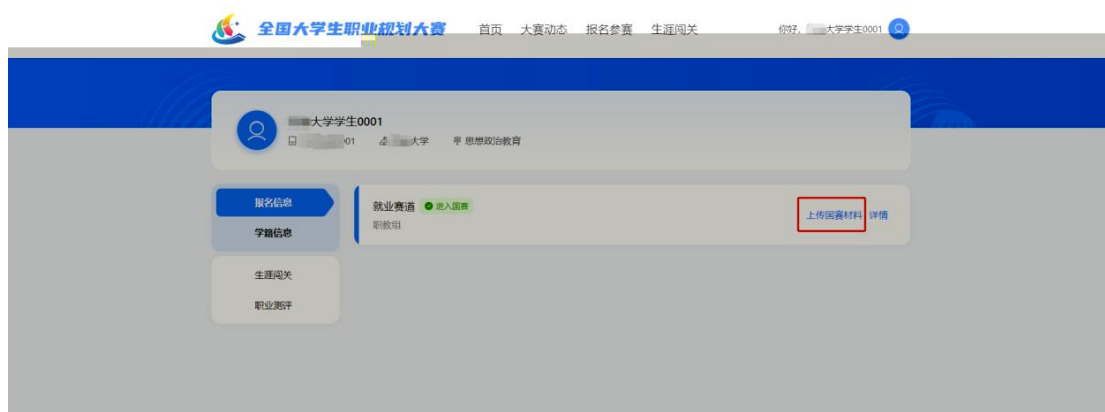 全国大学生职业规划大赛 首页 大赛动态 报名参赛 生涯闯关 你好, 大学学生0001
大学学生0001
01 大学 思想政治教育
报名信息
学籍信息
生涯闯关
职业测评
就业赛道 进入国赛
职教组
上传国赛材料 详情